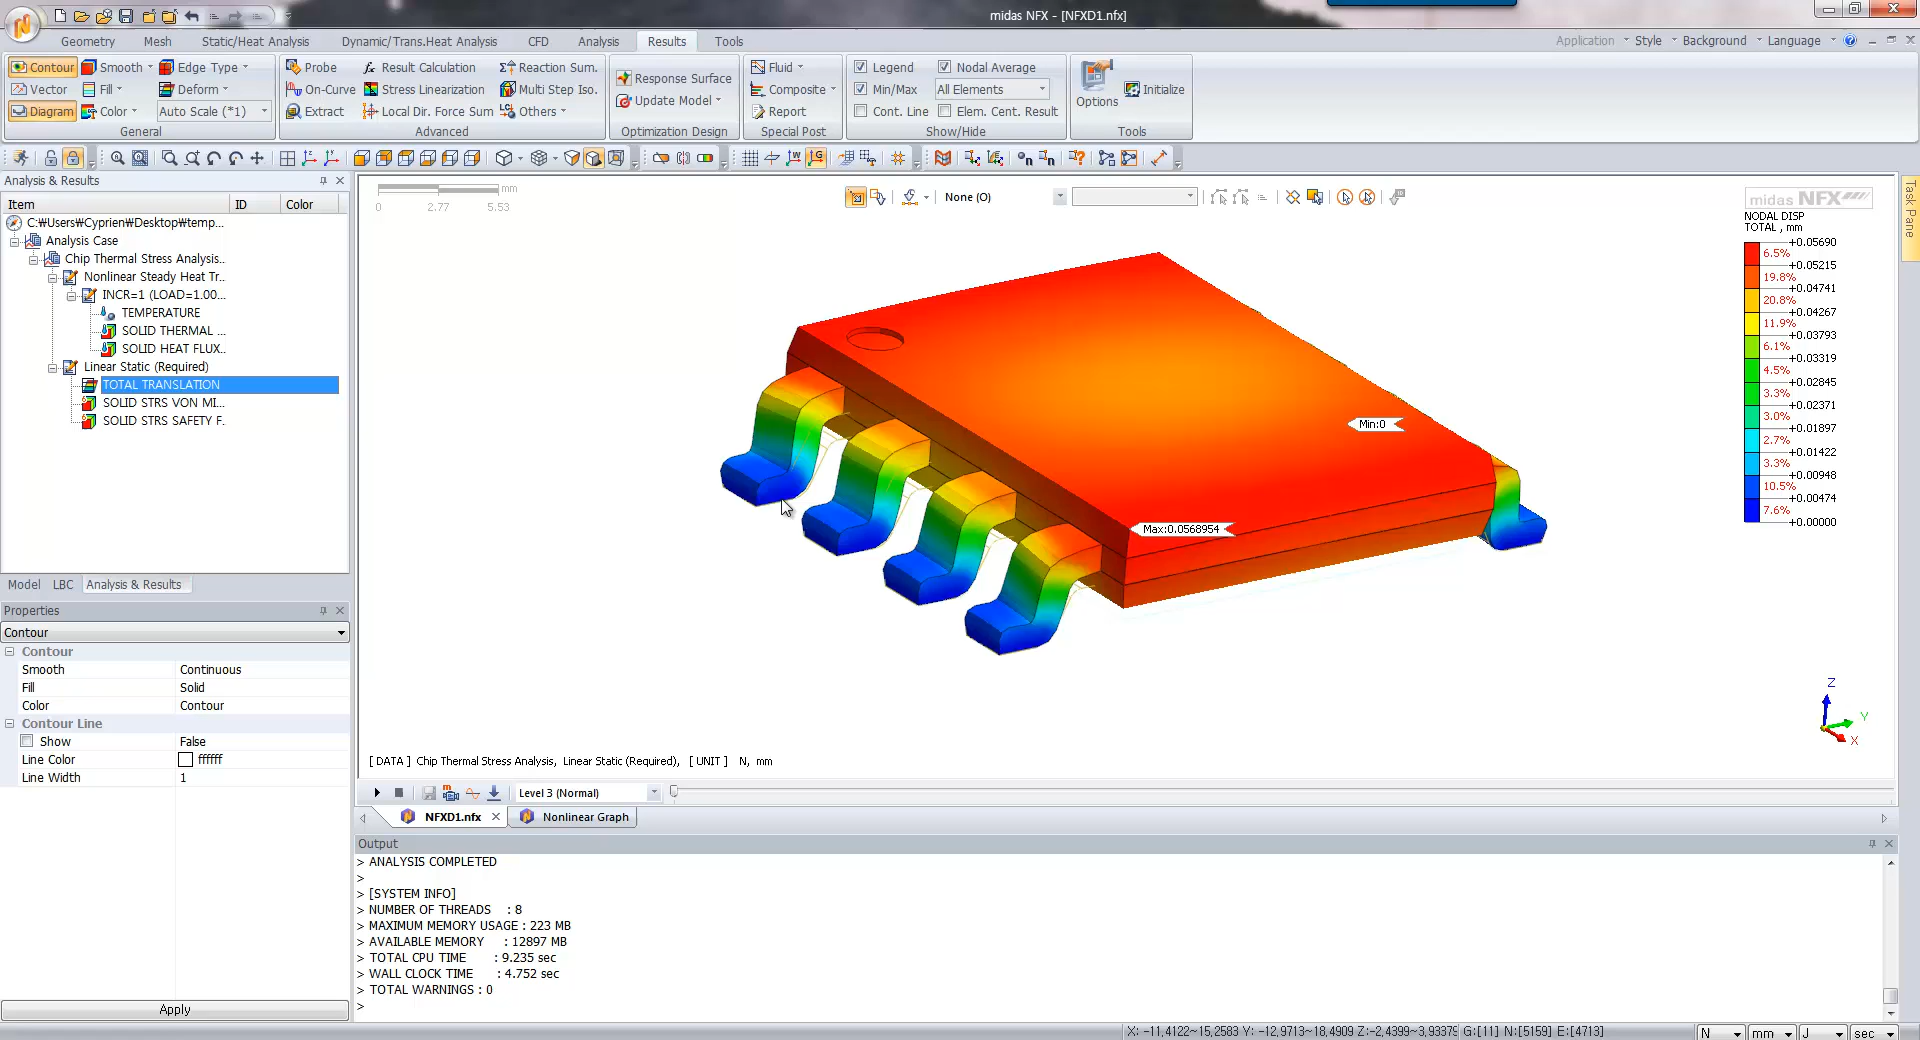 midas NFX - [NFXD1.nfx]
Geometry Mesh Static/Heat Analysis Dynamic/Trans.Heat Analysis CFD Analysis Results Tools
Application Style Background Language
Contour Smooth Edge Type
Vector Fill Deform
Diagram Color Auto Scale (*1)
General
Probe Result Calculation Reaction Sum.
On-Curve Stress Linearization Multi Step Iso.
Extract Local Dir. Force Sum Others
Advanced
Response Surface
Update Model
Optimization Design
Fluid
Composite
Report
Special Post
Legend Nodal Average
Min/Max All Elements
Cont. Line Elem. Cent. Result
Show/Hide
Options Initialize
Tools
Analysis & Results
Item ID Color
C:₩Users₩Cyprien₩Desktop₩temp...
Analysis Case
Chip Thermal Stress Analysis..
Nonlinear Steady Heat Tr...
INCR=1 (LOAD=1.00...
TEMPERATURE
SOLID THERMAL ...
SOLID HEAT FLUX..
Linear Static (Required)
TOTAL TRANSLATION
SOLID STRS VON MI...
SOLID STRS SAFETY F.
Model LBC Analysis & Results
Properties
Contour
Contour
Smooth Continuous
Fill Solid
Color Contour
Contour Line
Show False
Line Color ffffff
Line Width 1
Apply
mm
0 2.77 5.53
None (O)
midas NFX
NODAL DISP
TOTAL , mm
+0.05690
6.5%
+0.05215
19.8%
+0.04741
20.8%
+0.04267
11.9%
+0.03793
6.1%
+0.03319
4.5%
+0.02845
3.3%
+0.02371
3.0%
+0.01897
2.7%
+0.01422
3.3%
+0.00948
10.5%
+0.00474
7.6%
+0.00000
Min:0
Max:0.0568954
Z
Y
X
[ DATA ] Chip Thermal Stress Analysis, Linear Static (Required), [ UNIT ] N, mm
Level 3 (Normal)
NFXD1.nfx Nonlinear Graph
Task Pane
Output
> ANALYSIS COMPLETED
>
> [SYSTEM INFO]
> NUMBER OF THREADS : 8
> MAXIMUM MEMORY USAGE : 223 MB
> AVAILABLE MEMORY : 12897 MB
> TOTAL CPU TIME : 9.235 sec
> WALL CLOCK TIME : 4.752 sec
> TOTAL WARNINGS : 0
>
X: -11,4122~15,2583 Y: -12,9713~18,4909 Z:-2,4399~3,93379 G:[11] N:[5159] E:[4713] N mm J sec